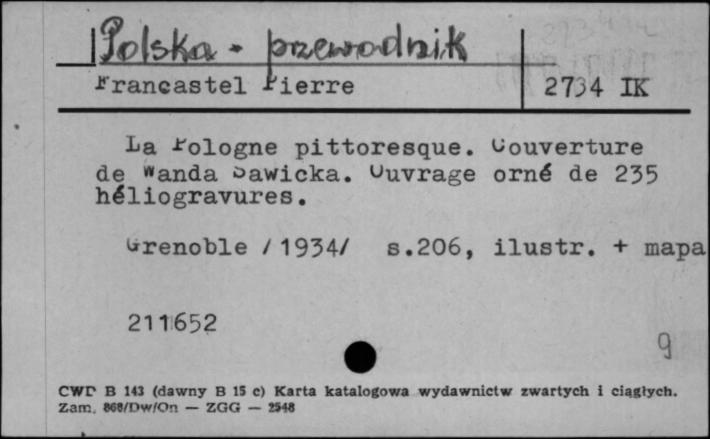 Polska - przewodnik
Francastel Pierre 2734 IK
La Pologne pittoresque. Couverture
de Wanda Sawicka. Ouvrage orné de 235
héliogravures.
Grenoble /1934/ s.206, ilustr. + mapa
211652
9
CWD B 143 (dawny B 15 c) Karta katalogowa wydawnictw zwartych i ciągłych.
Zam. 868/Dw/On — ZGG — 2548